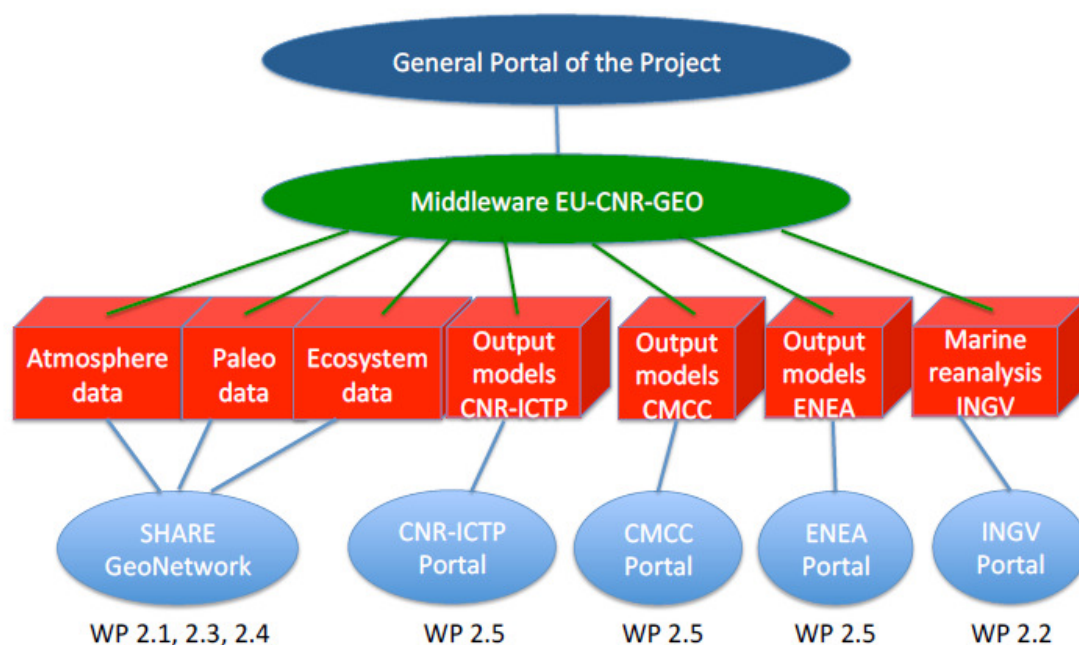 General Portal of the Project
Middleware EU-CNR-GEO
Atmosphere
data
Paleo
data
Ecosystem
data
Output
models
CNR-ICTP
Output
models
CMCC
Output
models
ENEA
Marine
reanalysis
INGV
SHARE
GeoNetwork
CNR-ICTP
Portal
CMCC
Portal
ENEA
Portal
INGV
Portal
WP 2.1, 2.3, 2.4
WP 2.5
WP 2.5
WP 2.5
WP 2.2